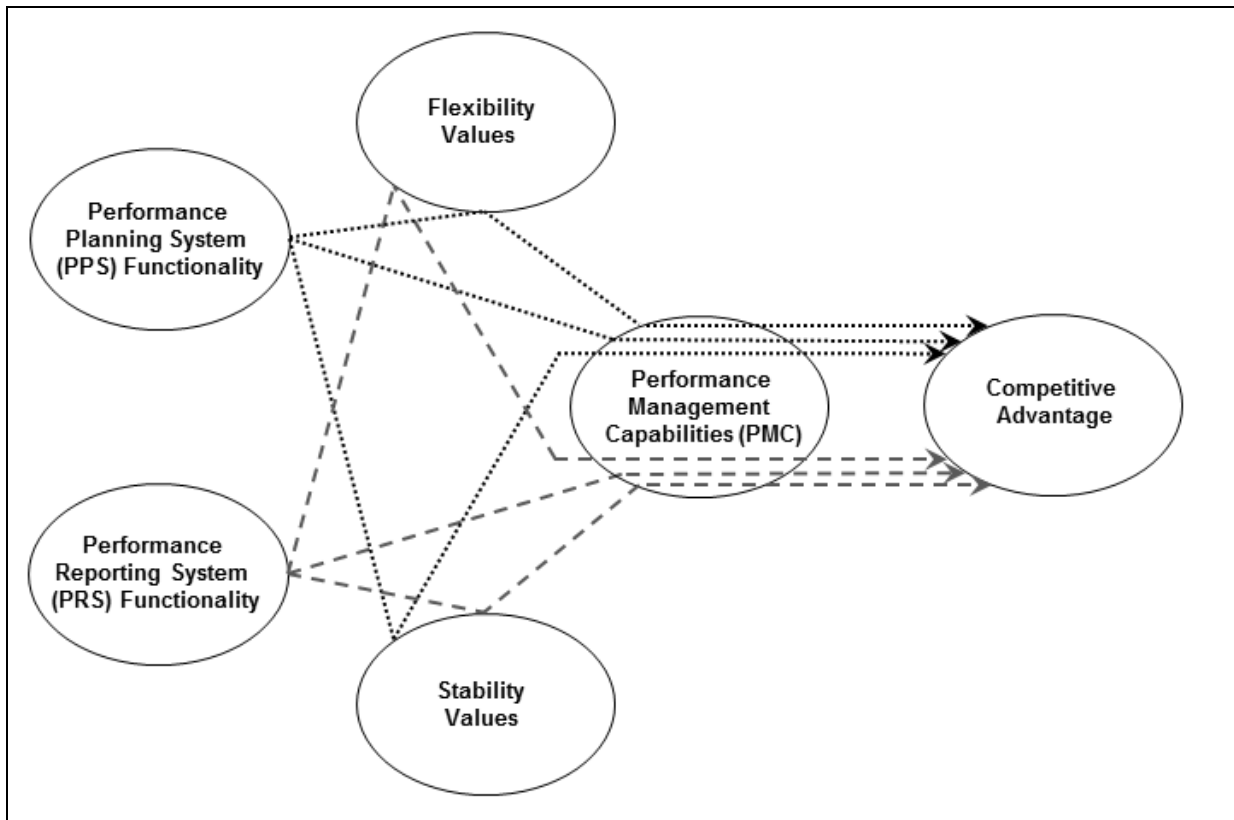 Flexibility
Values
Performance
Planning System
(PPS) Functionality
Performance
Management
Capabilities (PMC)
Competitive
Advantage
Performance
Reporting System
(PRS) Functionality
Stability
Values